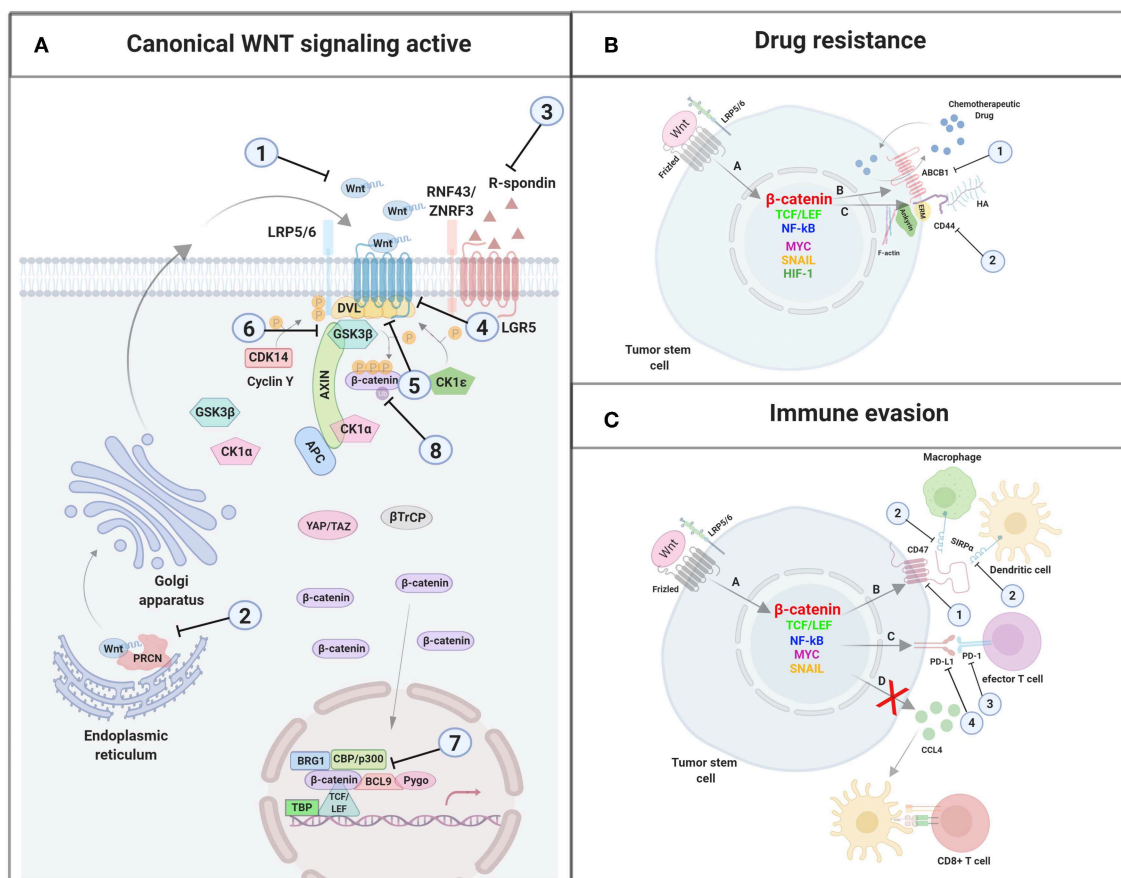 A
Canonical WNT signaling active
3
1
R-spondin
Wnt
RNF43/
ZNRF3
Wnt
LRP5/6
Wnt
DVL
P
P
P
P
P
6
4
LGR5
GSK3β
CDK14
Cyclin Y
P P P
β-catenin
5
CK1ε
AXIN
GSK3β
CK1α
CK1α
8
APC
YAP/TAZ
βTrCP
Golgi
apparatus
β-catenin
β-catenin
2
Wnt
PRCN
β-catenin
β-catenin
Endoplasmic
reticulum
7
BRG1
CBP/p300
β-catenin
BCL9
Pygo
TCF/
LEF
TBP
B
Drug resistance
LRP5/6
Wnt
Frizled
Chemotherapeutic
Drug
A
B
C
ABCB1
1
β-catenin
TCF/LEF
NF-kB
MYC
SNAIL
HIF-1
Ankyrin
ERM
HA
CD44
F-actin
2
Tumor stem
cell
C
Immune evasion
Macrophage
2
LRP5/6
Wnt
Frizled
CD47
SIRPα
Dendritic cell
2
A
B
1
β-catenin
TCF/LEF
NF-kB
MYC
SNAIL
C
PD-L1
PD-1
efector T cell
D
3
4
CCL4
Tumor stem
cell
CD8+ T cell